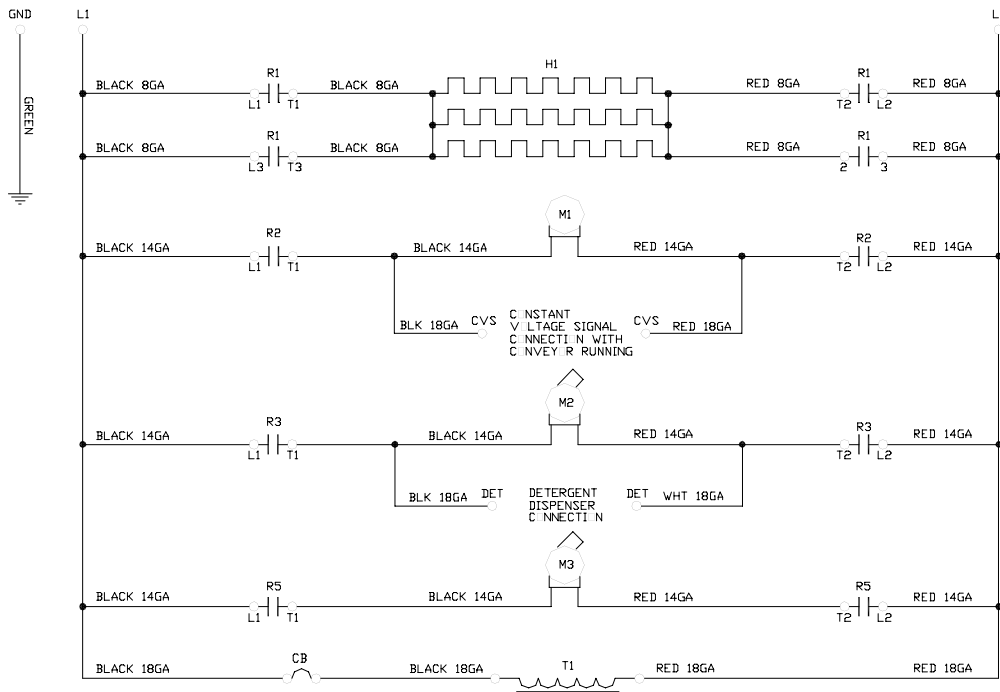 GND
L1
L
GREEN
H1
BLACK 8GA
R1
L1 T1
BLACK 8GA
RED 8GA
R1
T2 L2
RED 8GA
BLACK 8GA
R1
L3 T3
BLACK 8GA
RED 8GA
R1
2 3
RED 8GA
M1
BLACK 14GA
R2
L1 T1
BLACK 14GA
RED 14GA
R2
T2 L2
RED 14GA
BLK 18GA
CVS
CONSTANT
VOLTAGE SIGNAL
CONNECTION WITH
CONVEYOR RUNNING
CVS
RED 18GA
M2
BLACK 14GA
R3
L1 T1
BLACK 14GA
RED 14GA
R3
T2 L2
RED 14GA
BLK 18GA
DET
DETERGENT
DISPENSER
CONNECTION
DET
WHT 18GA
M3
BLACK 14GA
R5
L1 T1
BLACK 14GA
RED 14GA
R5
T2 L2
RED 14GA
BLACK 18GA
CB
BLACK 18GA
T1
RED 18GA
RED 18GA